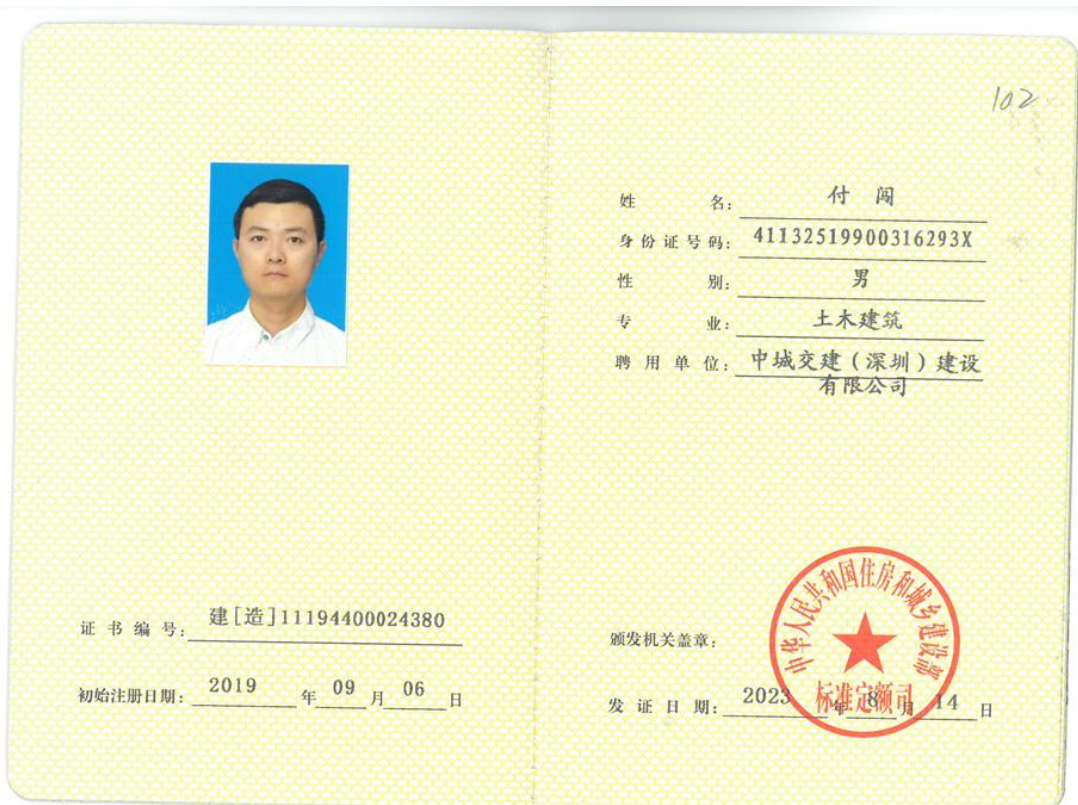 102
姓 名: 付 闯
身份证号码: 41132519900316293X
性 别: 男
专 业: 土木建筑
聘用单位: 中城交建(深圳)建设
有限公司
证书编号: 建[造]11194400024380
初始注册日期: 2019 年 09 月 06 日
颁发机关盖章:
中华人民共和国住房和城乡建设部
标准定额司
发证日期: 2023 年 8 月 14 日